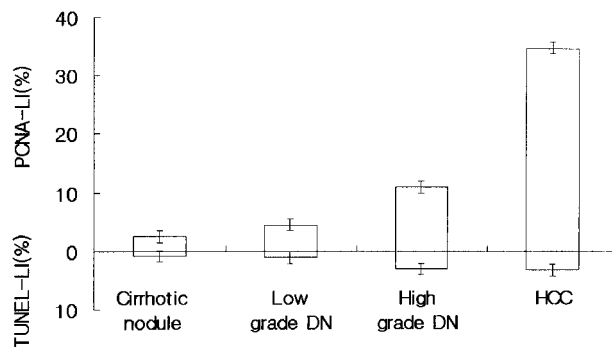 40
30
20
10
0
10
PCNA-LI(%)
TUNEL-LI(%)
Cirrhotic
nodule
Low
grade DN
High
grade DN
HCC